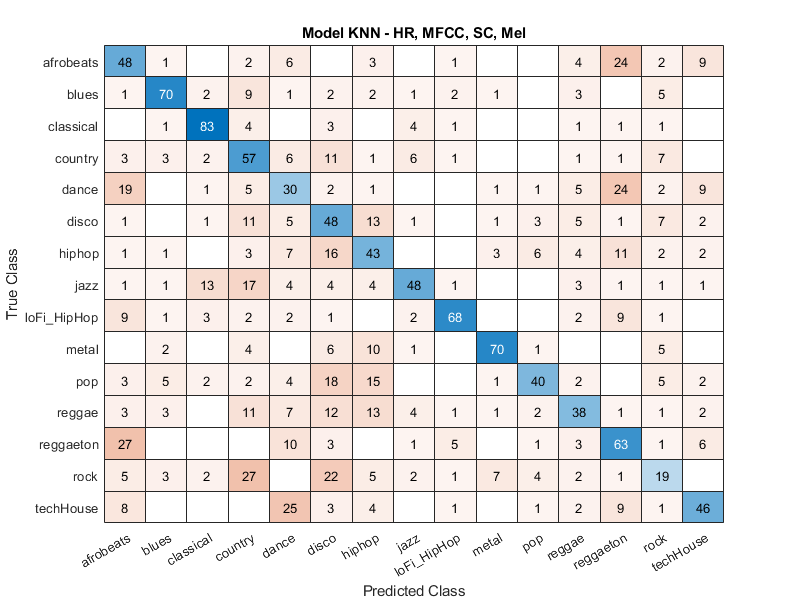 Model KNN - HR, MFCC, SC, Mel
True Class
afrobeats 48 1 2 6 3 1 4 24 2 9
blues 1 70 2 9 1 2 2 1 2 1 3 5
classical 1 83 4 3 4 1 1 1 1
country 3 3 2 57 6 11 1 6 1 1 1 7
dance 19 1 5 30 2 1 1 1 5 24 2 9
disco 1 1 11 5 48 13 1 1 3 5 1 7 2
hiphop 1 1 3 7 16 43 3 6 4 11 2 2
jazz 1 1 13 17 4 4 4 48 1 3 1 1 1
loFi_HipHop 9 1 3 2 2 1 2 68 2 9 1
metal 2 4 6 10 1 70 1 5
pop 3 5 2 2 4 18 15 1 40 2 5 2
reggae 3 3 11 7 12 13 4 1 1 2 38 1 1 2
reggaeton 27 10 3 1 5 1 3 63 1 6
rock 5 3 2 27 22 5 2 1 7 4 2 1 19
techHouse 8 25 3 4 1 1 2 9 1 46
afrobeats blues classical country dance disco hiphop jazz loFi_HipHop metal pop reggae reggaeton rock techHouse
Predicted Class